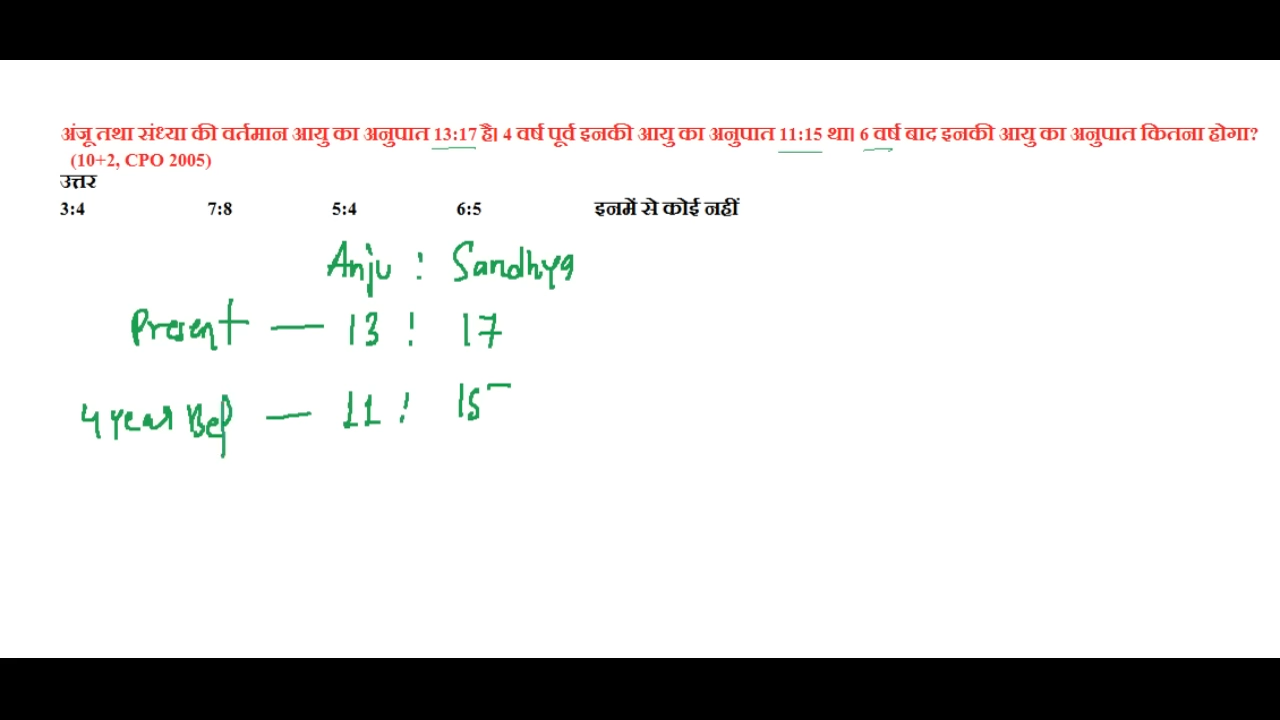 अंजू तथा संध्या की वर्तमान आयु का अनुपात 13:17 है। 4 वर्ष पूर्व इनकी आयु का अनुपात 11:15 था। 6 वर्ष बाद इनकी आयु का अनुपात कितना होगा?
(10+2, CPO 2005)
उत्तर
3:4 7:8 5:4 6:5 इनमें से कोई नहीं
Anju : Sandhya
Present — 13 : 17
4 year Bef — 11 : 15